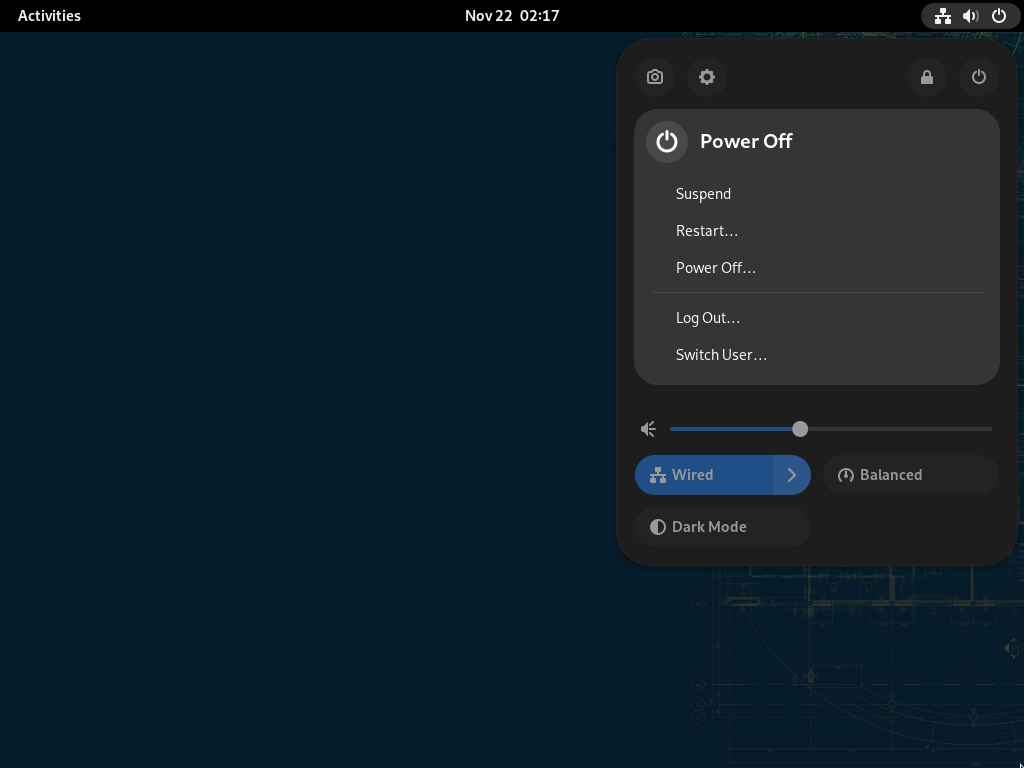 Activities
Nov 22 02:17
Power Off
Suspend
Restart…
Power Off…
Log Out…
Switch User…
Wired
Balanced
Dark Mode